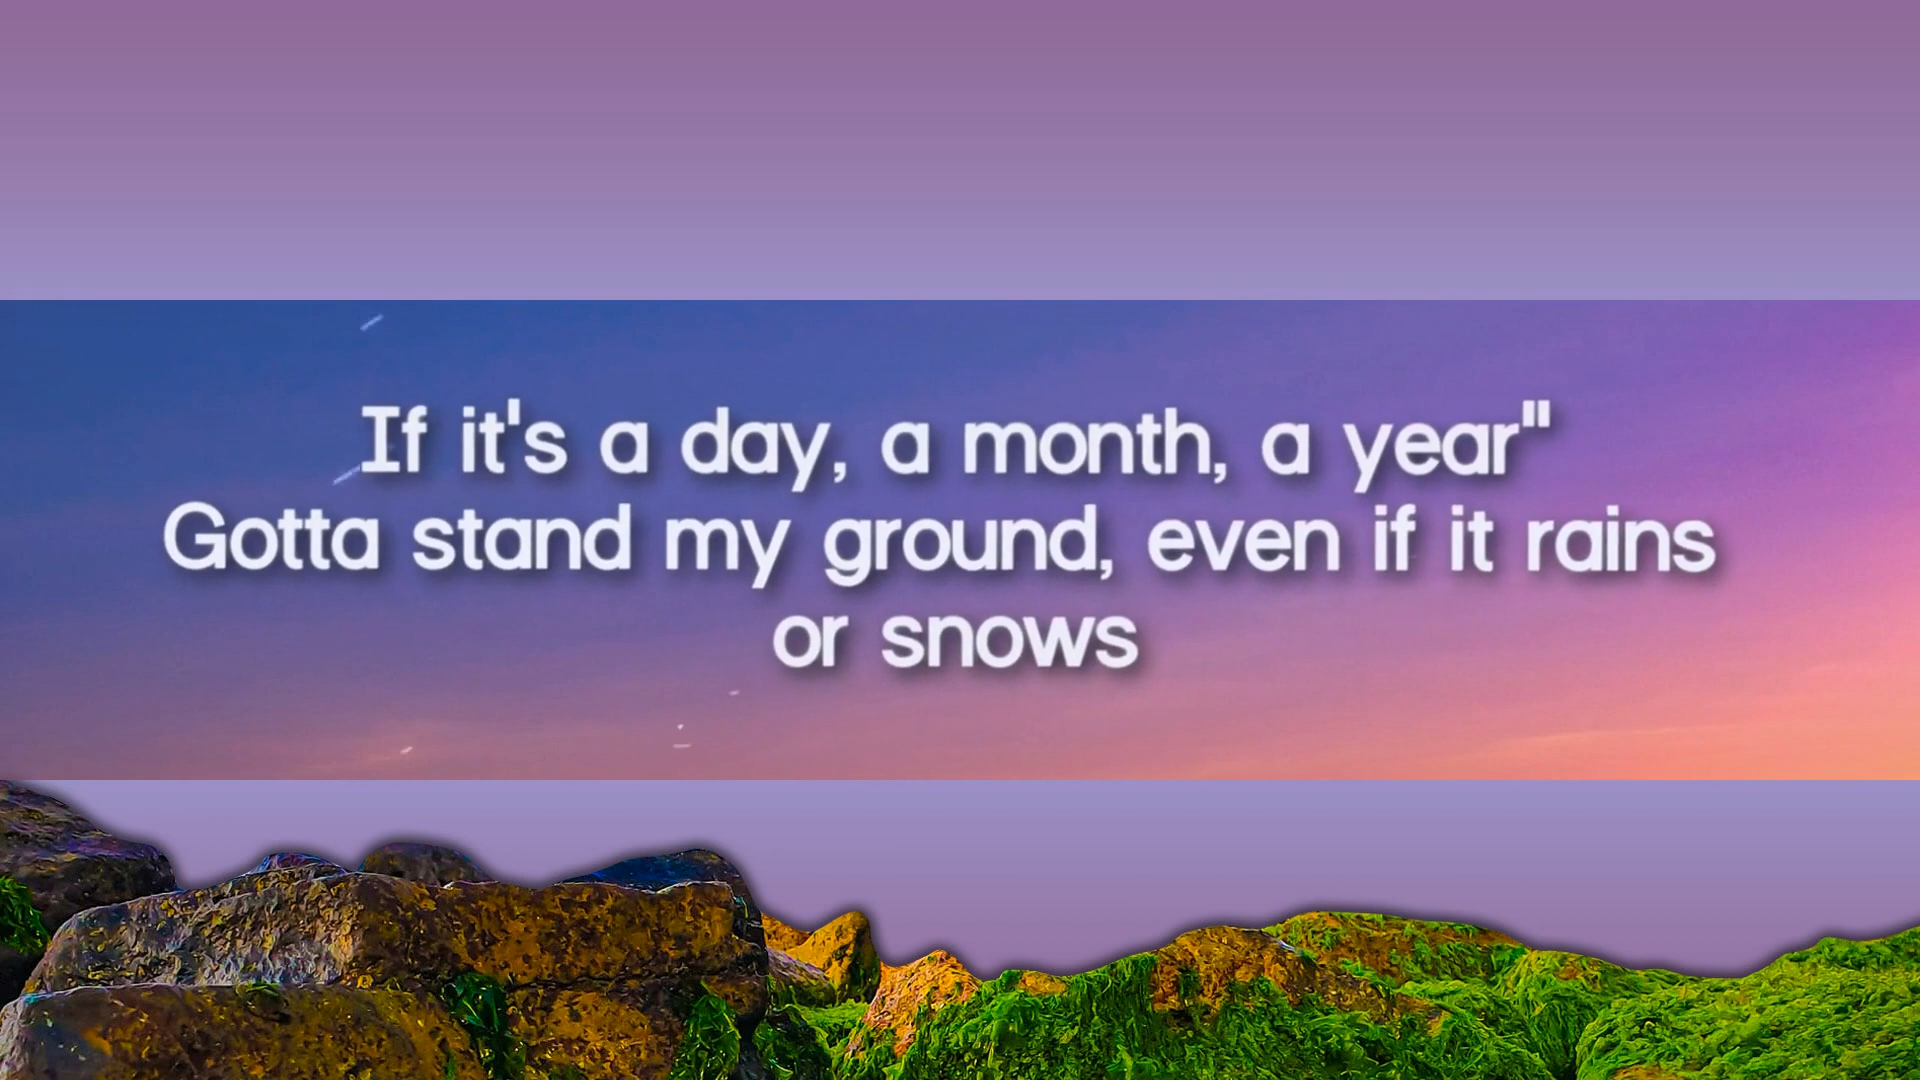 If it's a day, a month, a year"
Gotta stand my ground, even if it rains
or snows